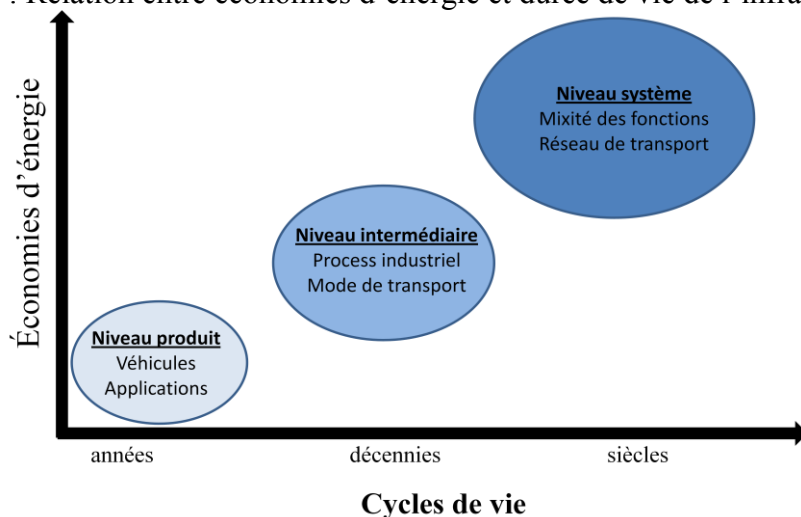 : Relation entre économies d'énergie et durée de vie de l'infra
Économies d'énergie
Niveau système
Mixité des fonctions
Réseau de transport
Niveau intermédiaire
Process industriel
Mode de transport
Niveau produit
Véhicules
Applications
années
décennies
siècles
Cycles de vie